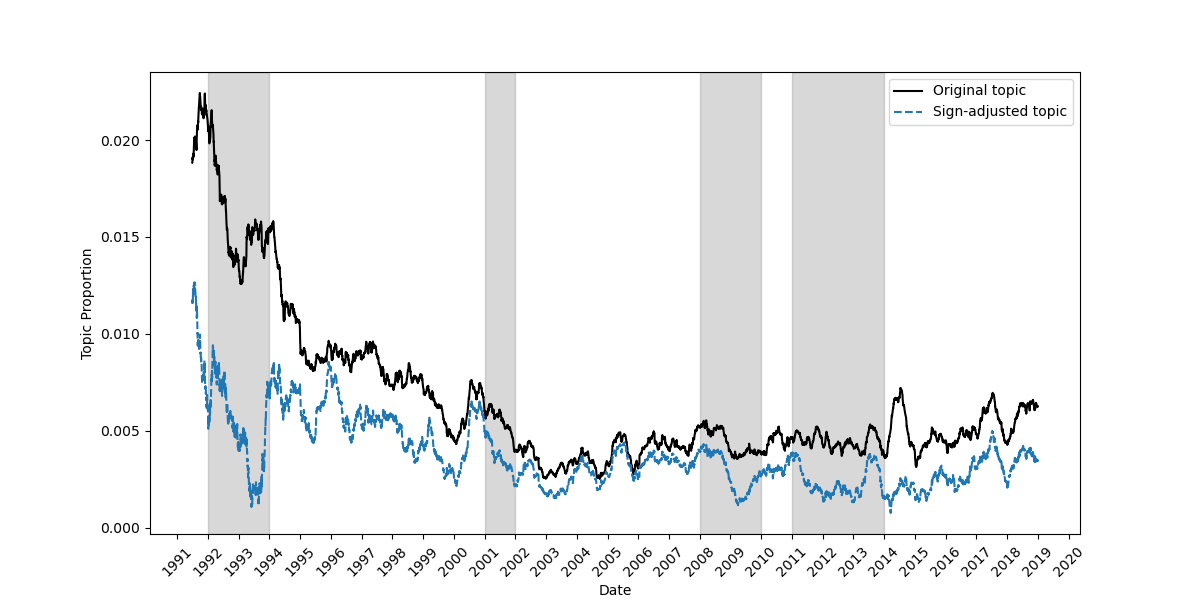 Original topic
Sign-adjusted topic
Topic Proportion
0.020
0.015
0.010
0.005
0.000
1991 1992 1993 1994 1995 1996 1997 1998 1999 2000 2001 2002 2003 2004 2005 2006 2007 2008 2009 2010 2011 2012 2013 2014 2015 2016 2017 2018 2019 2020
Date